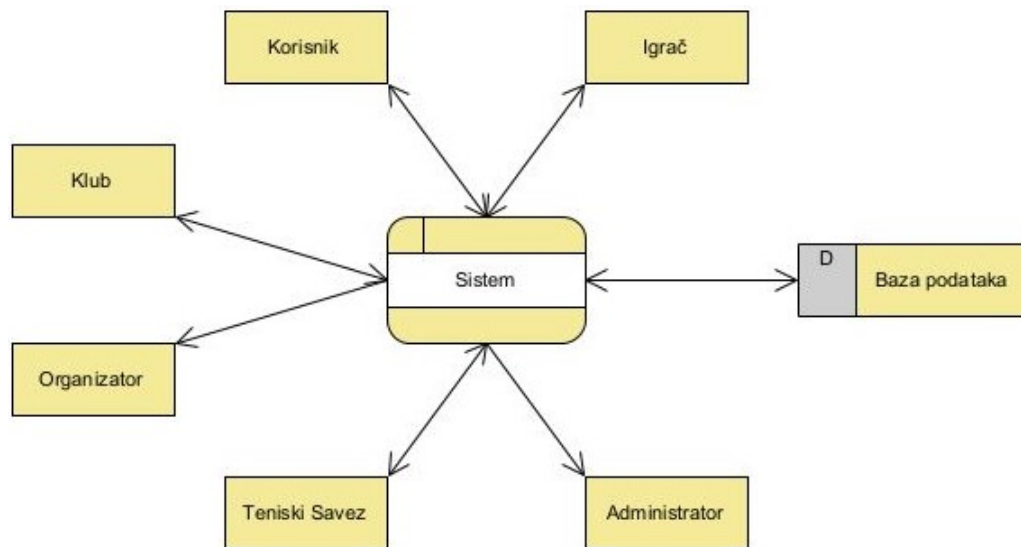 Korisnik
Igrač
Klub
Sistem
D
Baza podataka
Organizator
Teniski Savez
Administrator